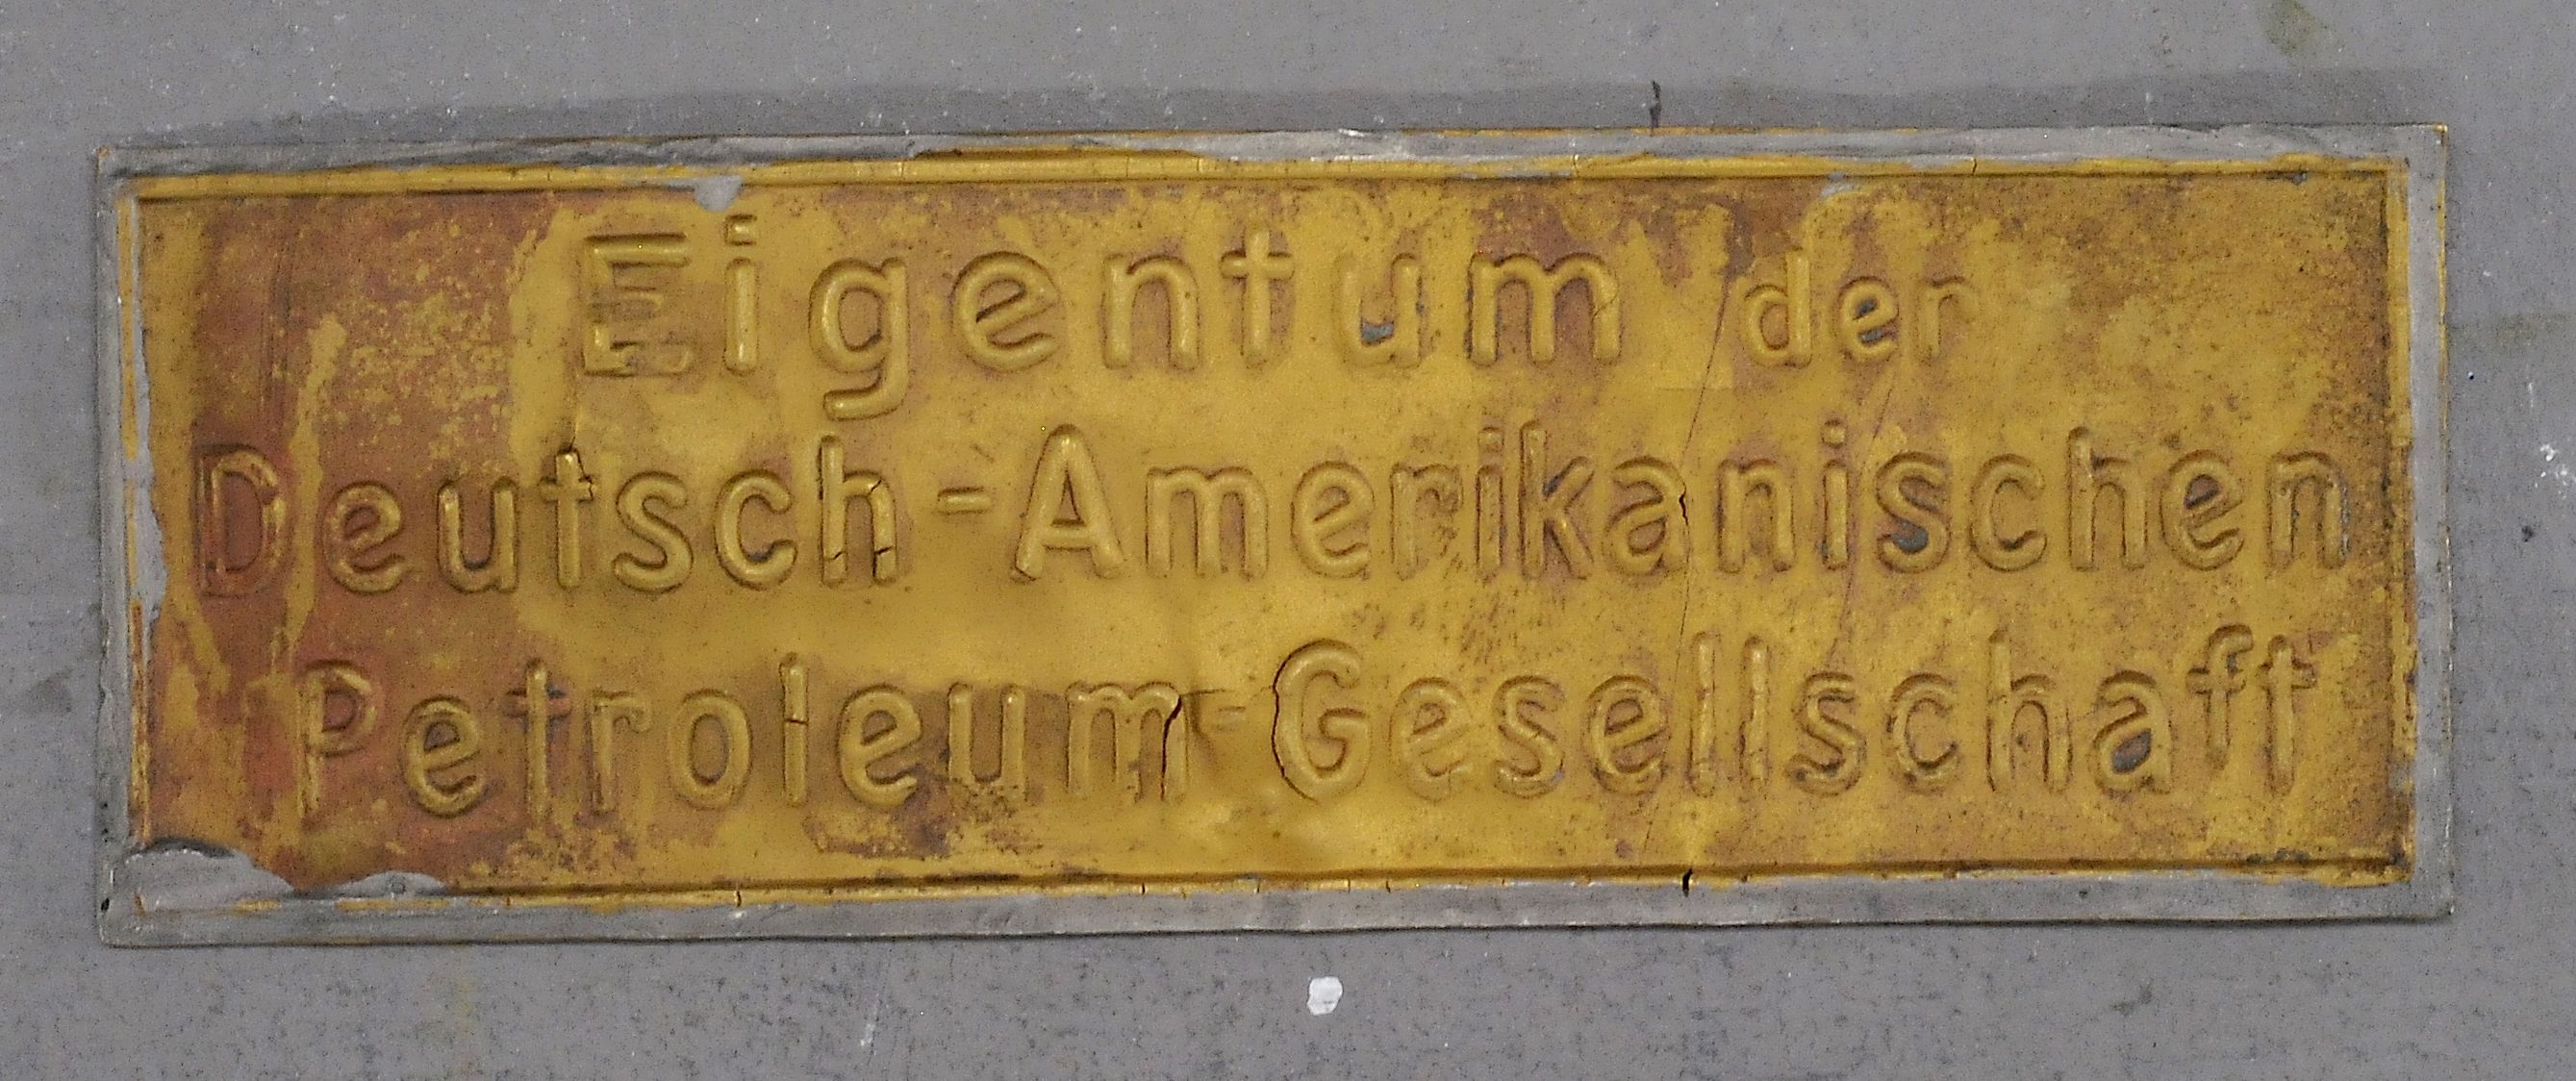 Eigentum der
Deutsch-Amerikanischen
Petroleum-Gesellschaft